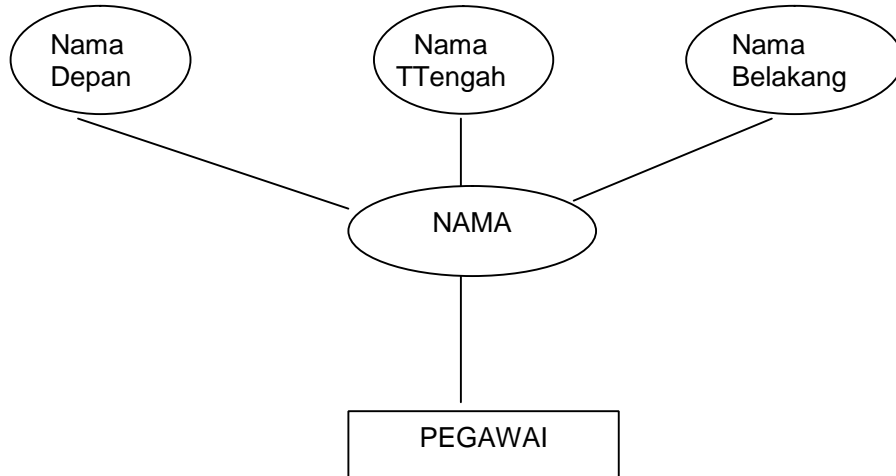 Nama
Depan
Nama
TTengah
Nama
Belakang
NAMA
PEGAWAI